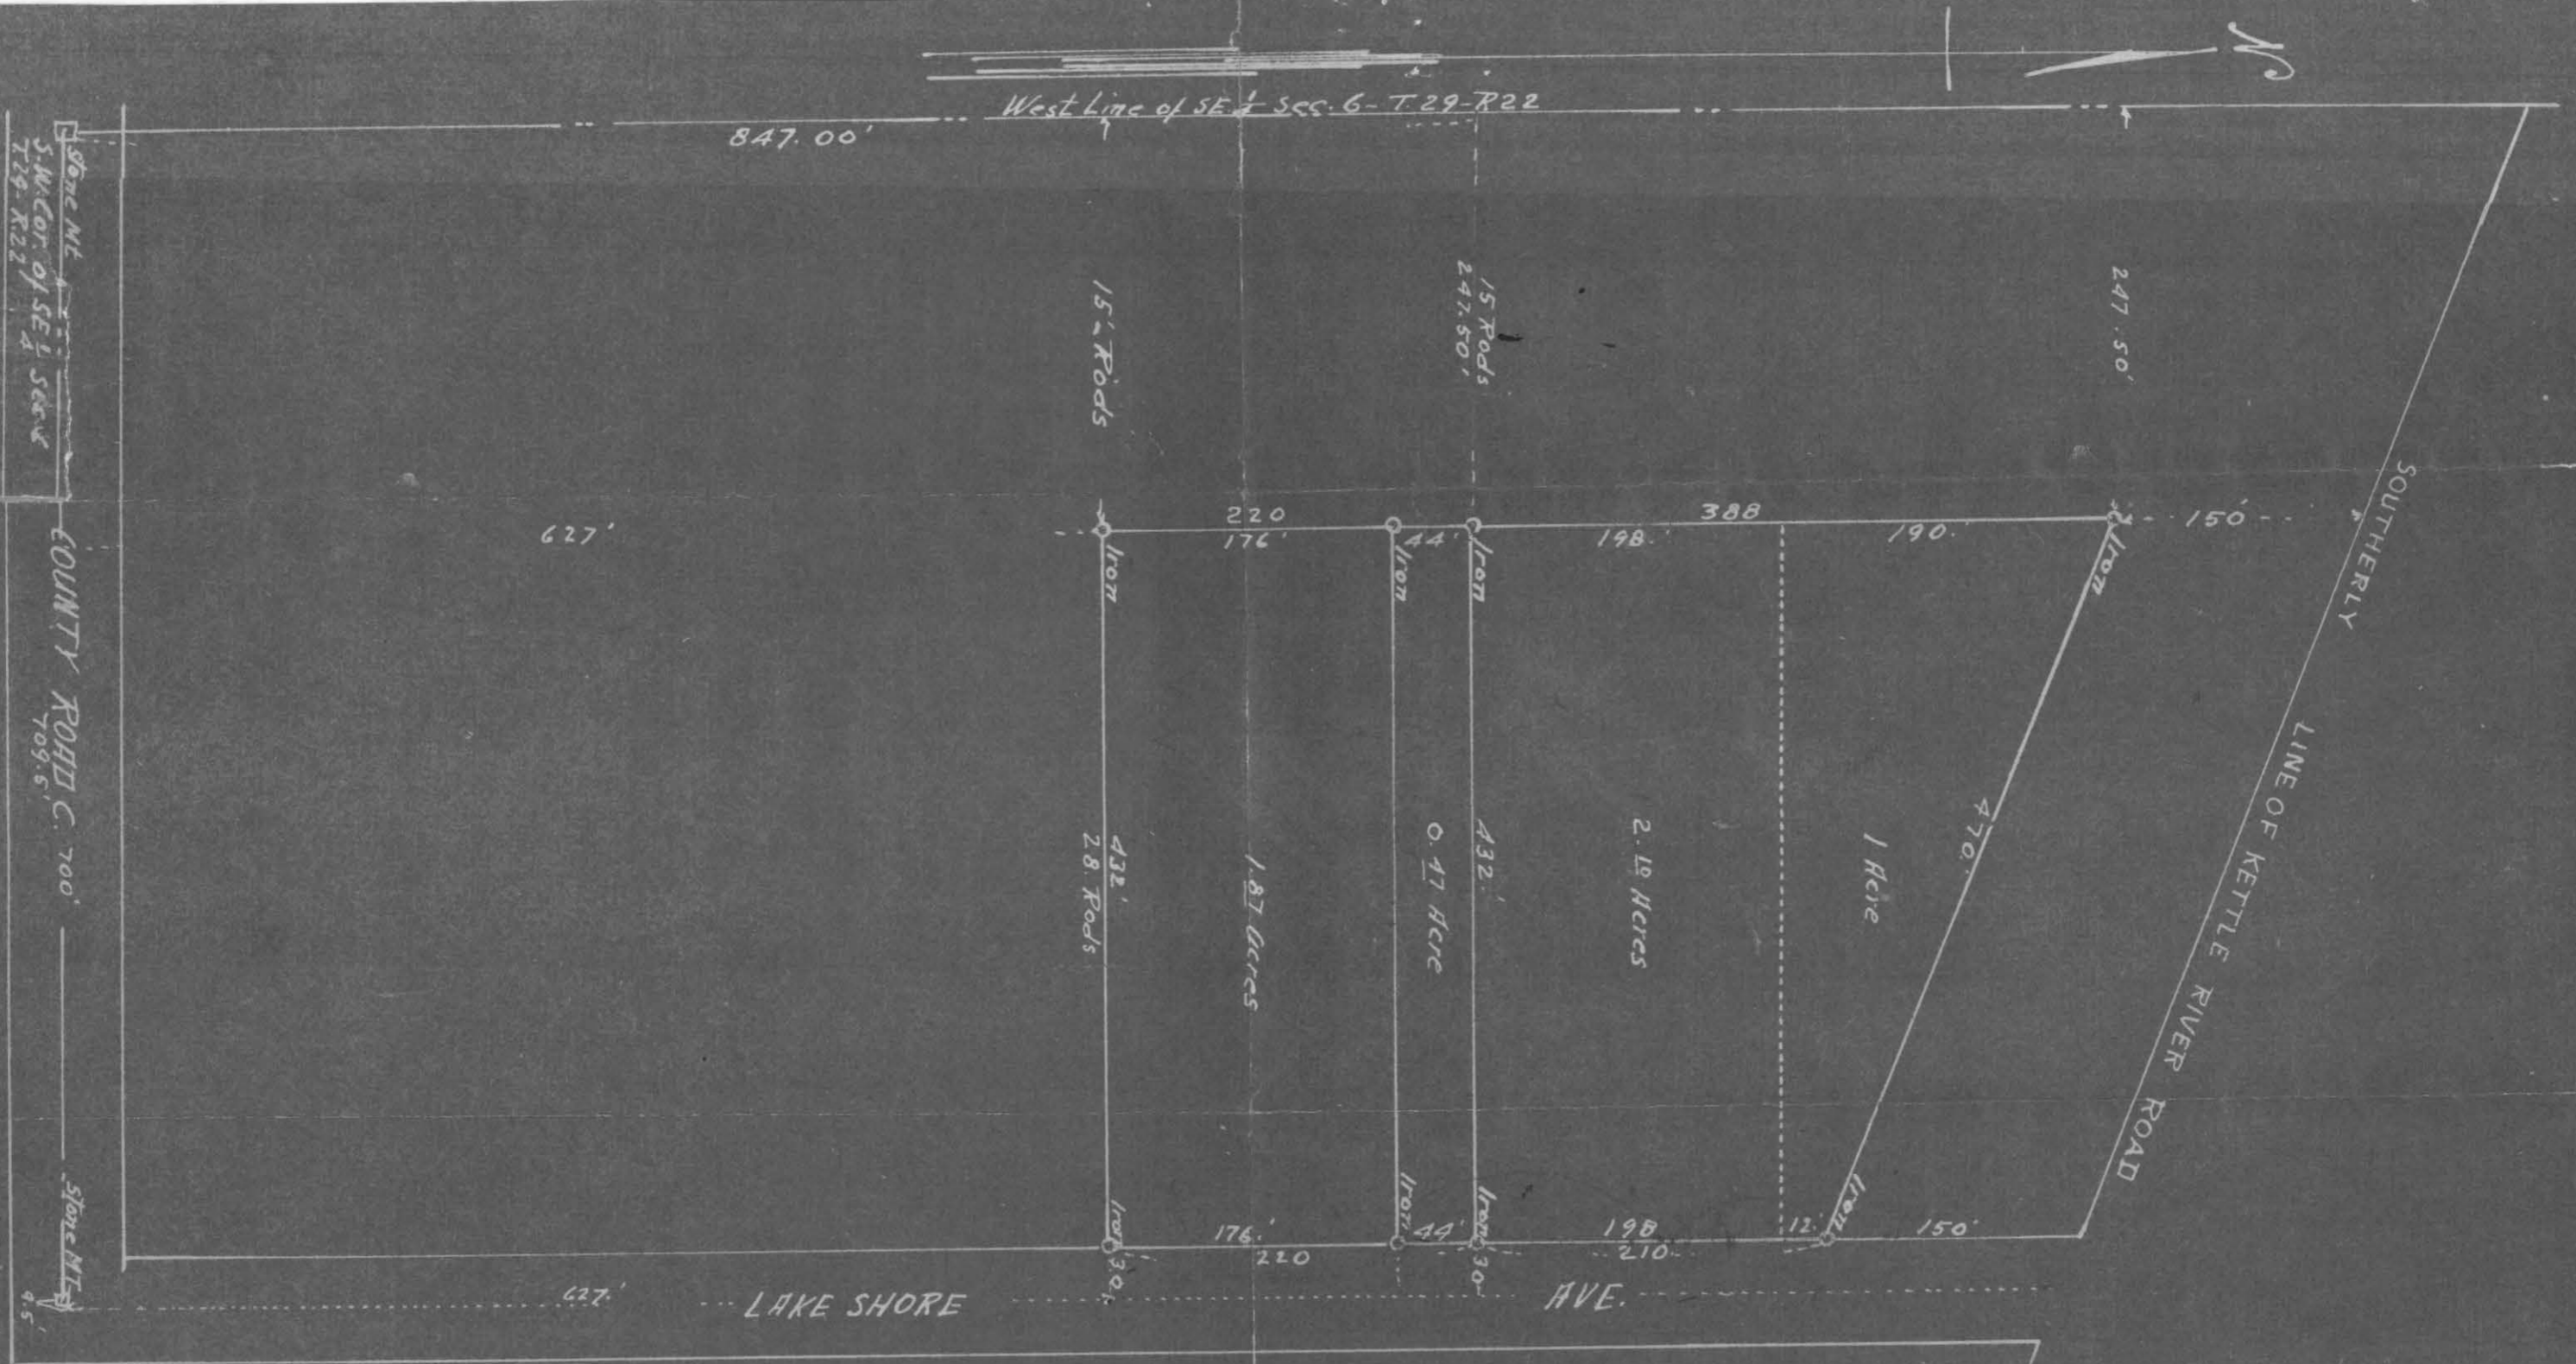 N
West Line of SE ¼ Sec. 6 - T. 29 - R 22
847.00'
Stone Mt
S.W. Cor. of SE ¼ Sec 6
T 29 - R. 22
15 Rods
15 Rods
247.50'
247.50'
SOUTHERLY LINE OF KETTLE RIVER ROAD
627'
220
176'
44'
388
198.'
190.'
150'
Iron
Iron
Iron
Iron
COUNTY ROAD C. 700'
709.5'
432'
28 Rods
1.87 Acres
0.47 Acre
432.'
2.10 Acres
1 Acre
470.'
Iron
Iron
Iron
Iron
176.'
44'
198
12.'
150'
220
210
30
30
Stone MT.
9.5'
627.'
LAKE SHORE AVE.